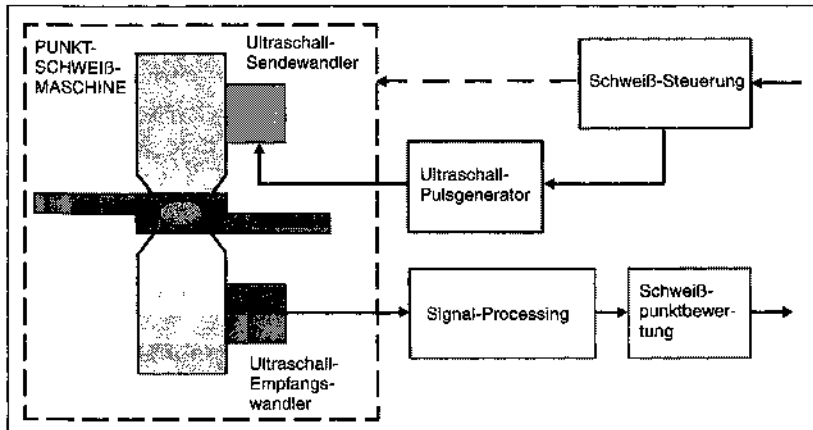 PUNKT-
SCHWEIß-
MASCHINE
Ultraschall-
Sendewandler
Schweiß-Steuerung
Ultraschall-
Pulsgenerator
Signal-Processing
Schweiß-
punktbewer-
tung
Ultraschall-
Empfangs-
wandler